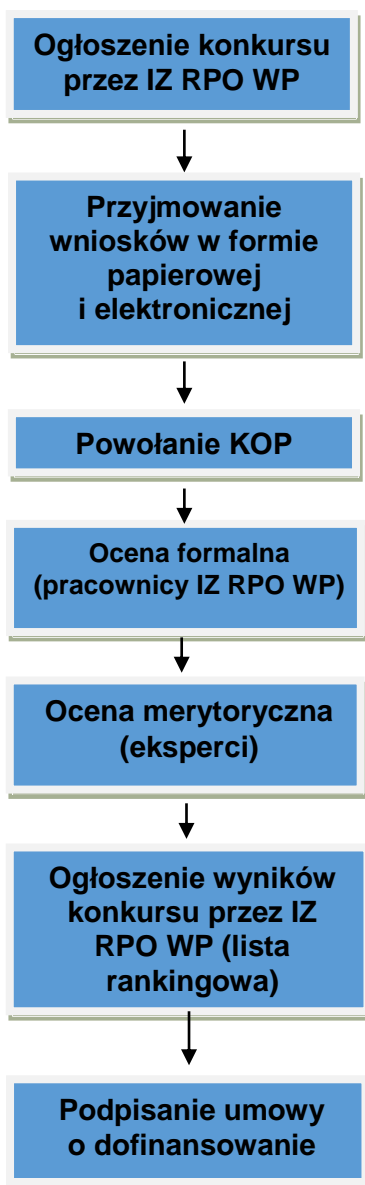 Ogłoszenie konkursu
przez IZ RPO WP
Przyjmowanie
wniosków w formie
papierowej
i elektronicznej
Powołanie KOP
Ocena formalna
(pracownicy IZ RPO WP)
Ocena merytoryczna
(eksperci)
Ogłoszenie wyników
konkursu przez IZ
RPO WP (lista
rankingowa)
Podpisanie umowy
o dofinansowanie